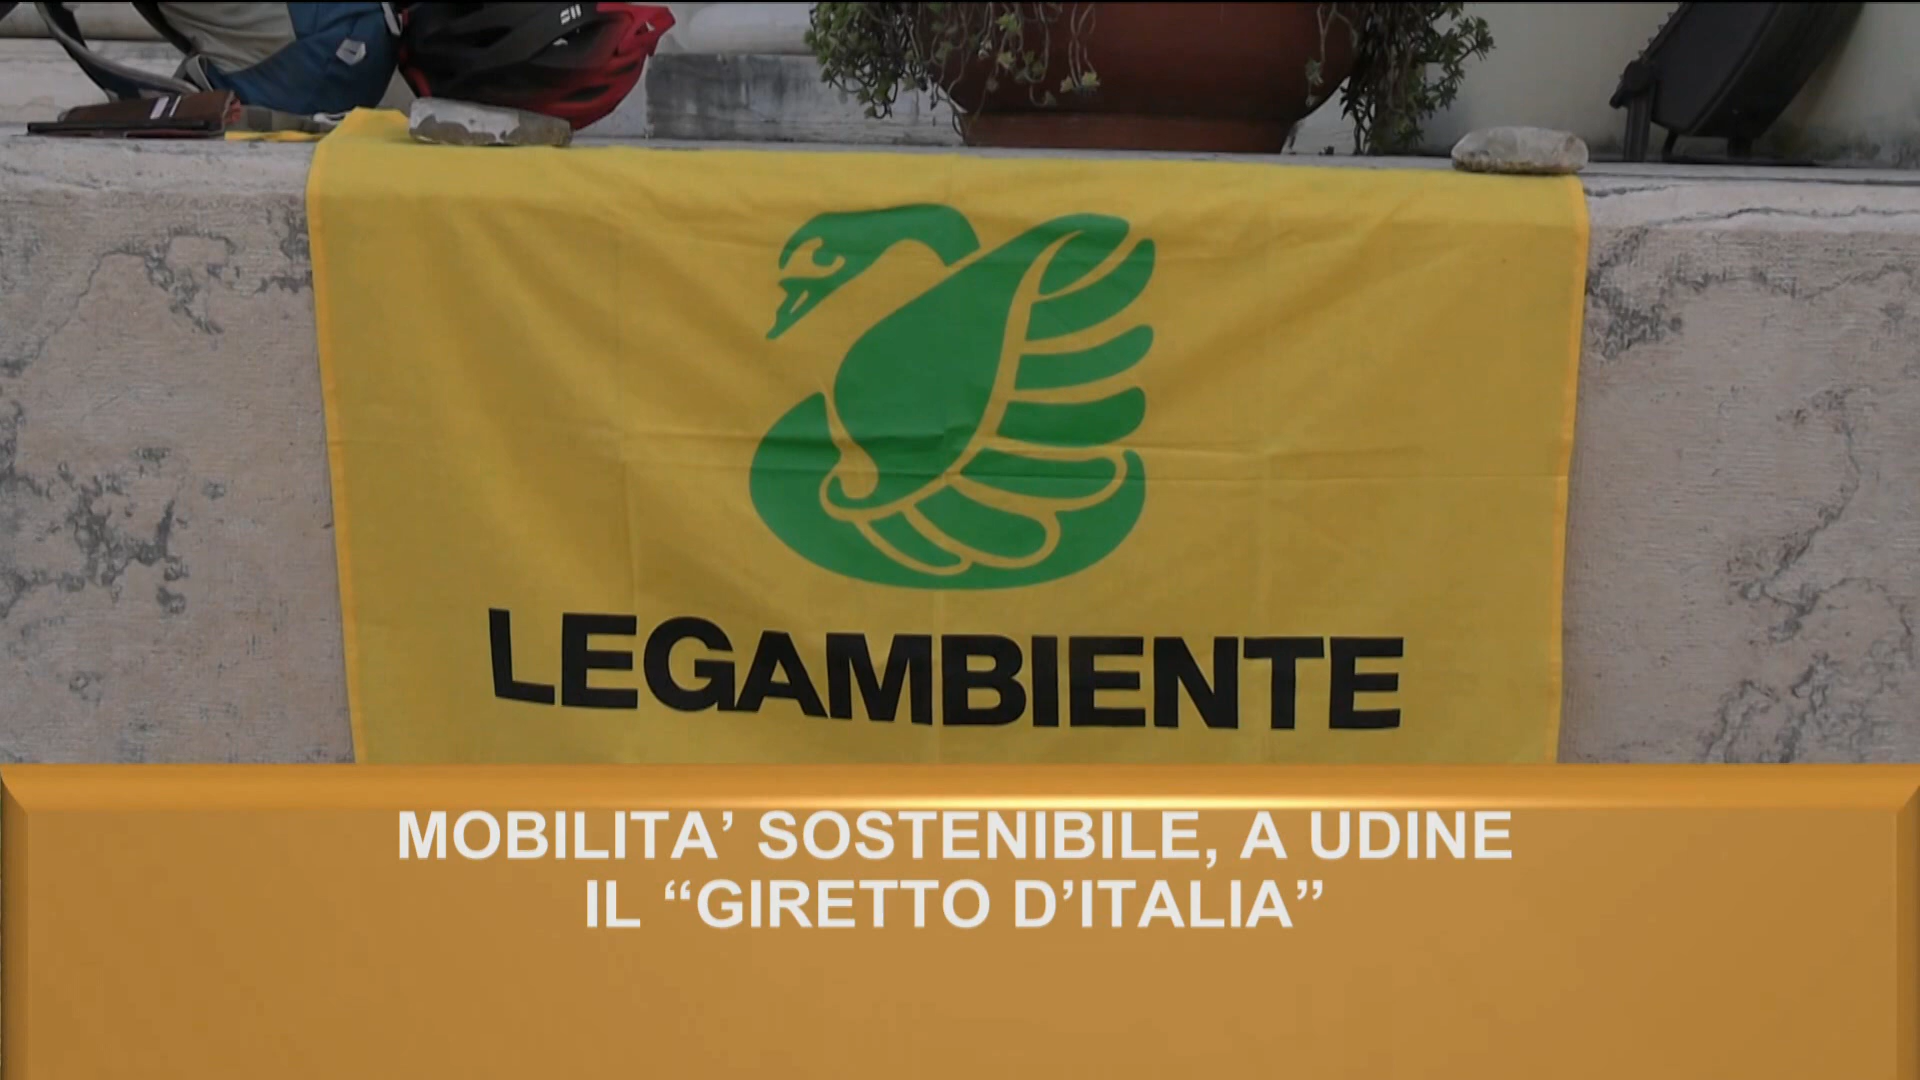 LEGAMBIENTE
MOBILITA’ SOSTENIBILE, A UDINE
IL “GIRETTO D’ITALIA”